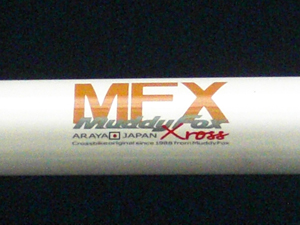 MFX
MuddyFox
ARAYA JAPAN Xross
Crossbike original since 1988 from MuddyFox